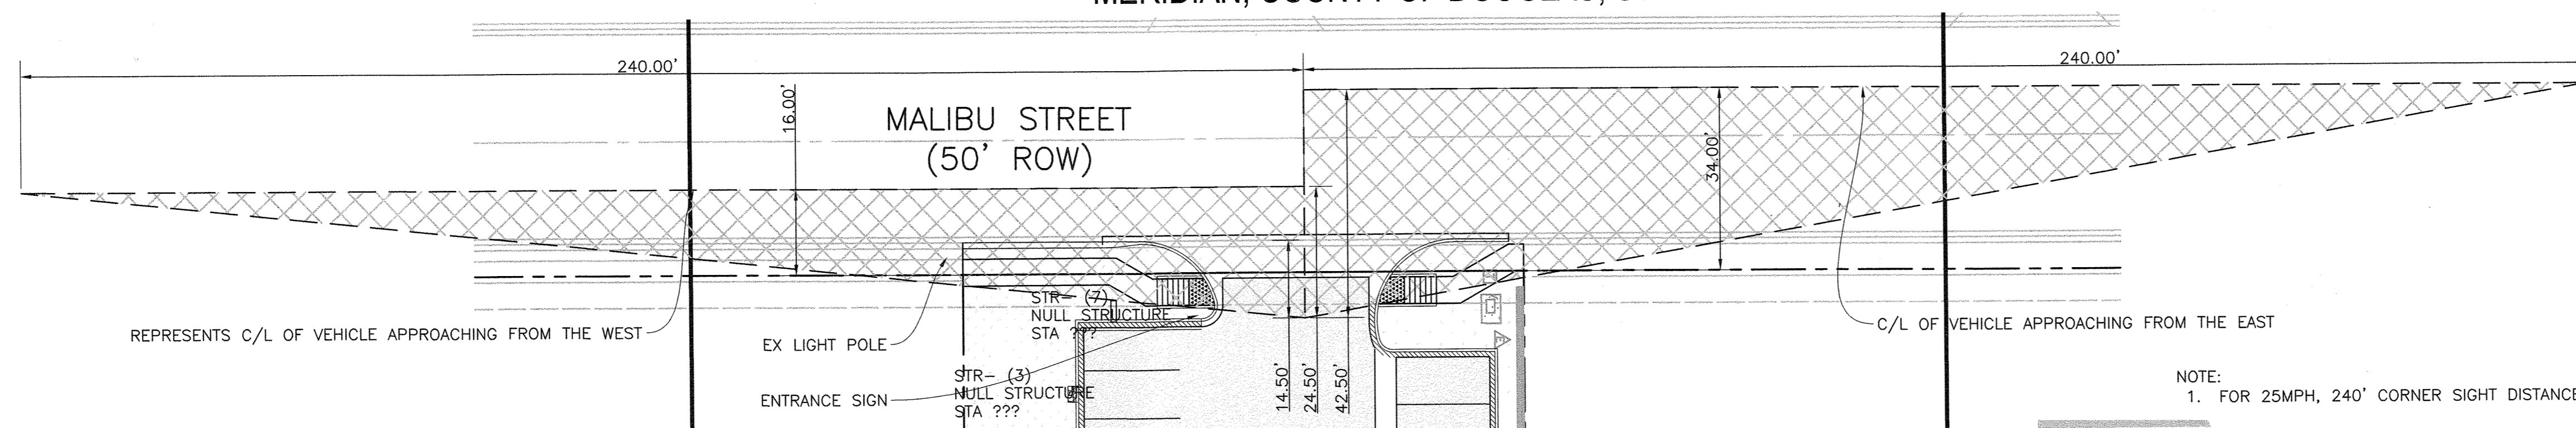 240.00'
240.00'
16.00'
MALIBU STREET
(50' ROW)
34.00'
REPRESENTS C/L OF VEHICLE APPROACHING FROM THE WEST
EX LIGHT POLE
ENTRANCE SIGN
STR- (7)
NULL STRUCTURE
STA ???
STR- (3)
NULL STRUCTURE
STA ???
14.50'
24.50'
42.50'
C/L OF VEHICLE APPROACHING FROM THE EAST
NOTE:
1. FOR 25MPH, 240' CORNER SIGHT DISTANCE